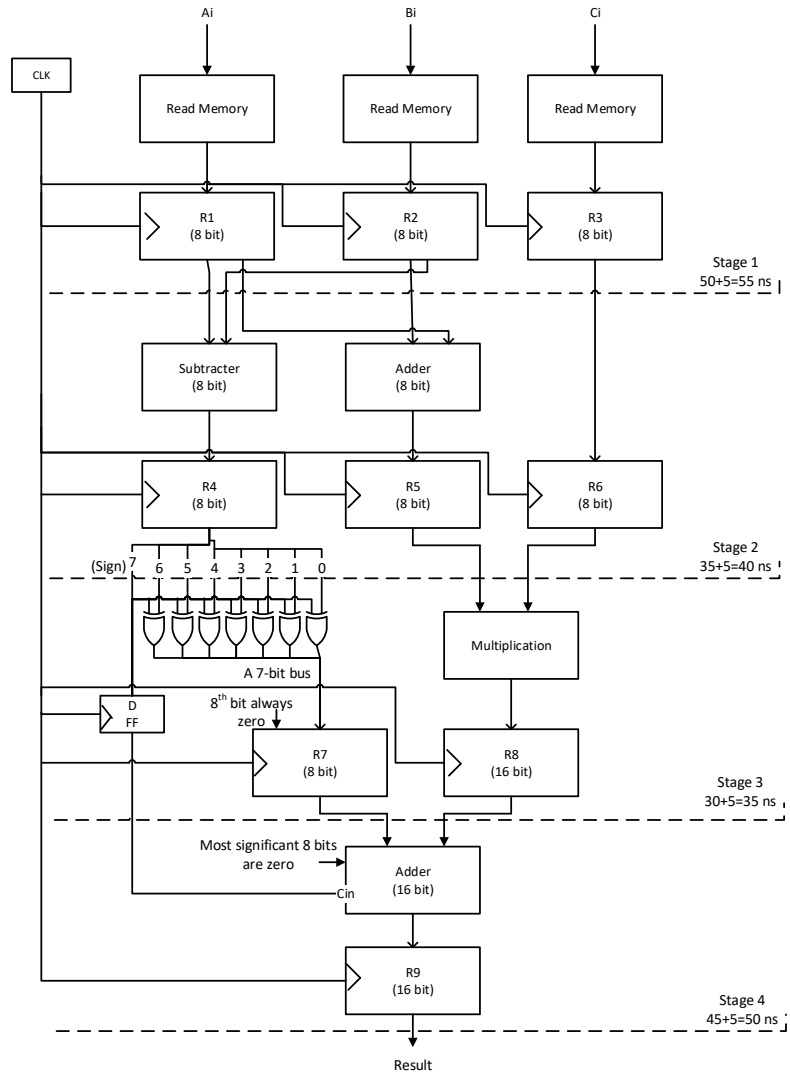 Ai
Bi
Ci
CLK
Read Memory
Read Memory
Read Memory
R1
(8 bit)
R2
(8 bit)
R3
(8 bit)
Stage 1
50+5=55 ns
Subtracter
(8 bit)
Adder
(8 bit)
R4
(8 bit)
R5
(8 bit)
R6
(8 bit)
Stage 2
35+5=40 ns
(Sign) 7 6 5 4 3 2 1 0
Multiplication
A 7-bit bus
D
FF
8th bit always
zero
R7
(8 bit)
R8
(16 bit)
Stage 3
30+5=35 ns
Most significant 8 bits
are zero
Cin
Adder
(16 bit)
R9
(16 bit)
Stage 4
45+5=50 ns
Result